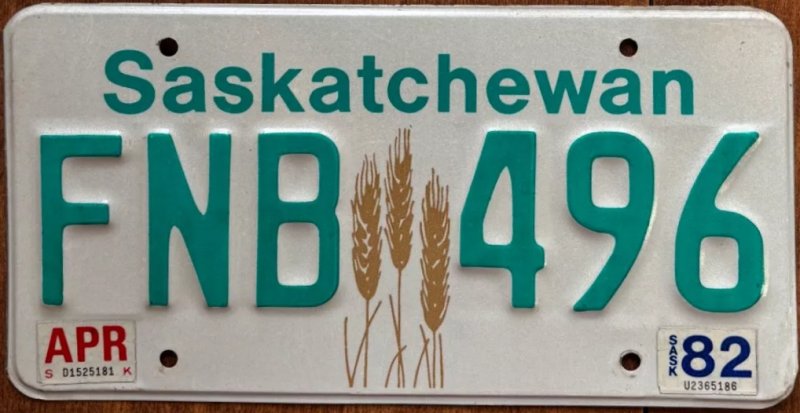 Saskatchewan
FNB 496
APR
S D1525181 K
SASK
82
U2365186